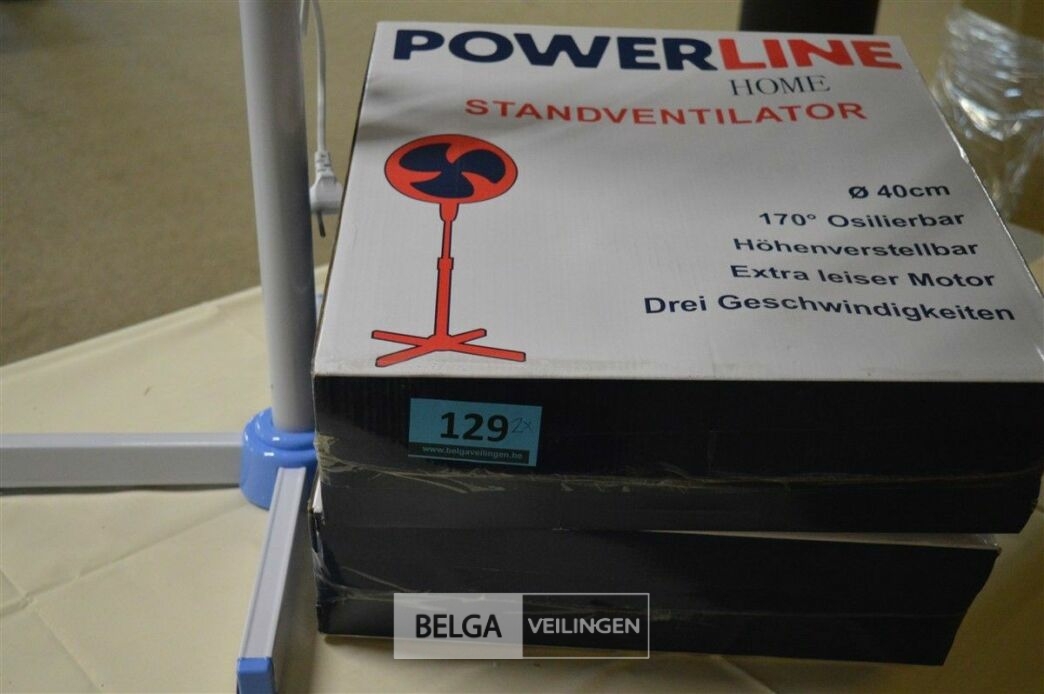 POWERLINE
HOME
STANDVENTILATOR
Ø 40cm
170° Osilierbar
Höhenverstellbar
Extra leiser Motor
Drei Geschwindigkeiten
129 2x
www.belgaveilingen.be
BELGA VEILINGEN